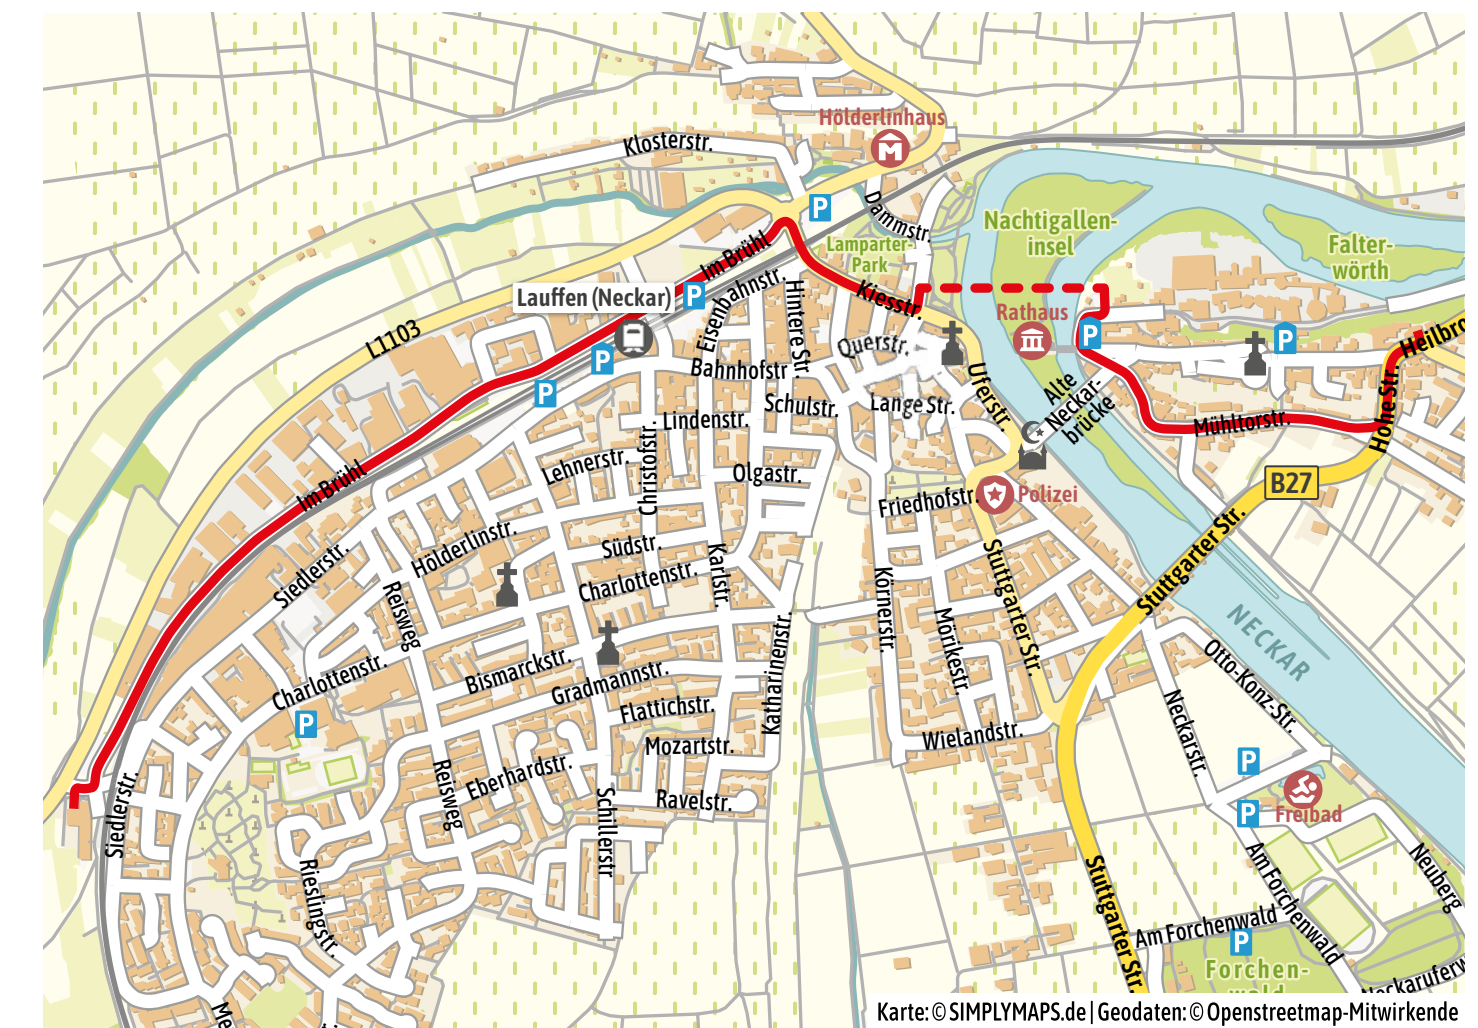 Hölderlinhaus
Klosterstr.
P
Dammstr.
Nachtigallen-
insel
Lamparter-
Park
Falter-
wörth
Im Brühl
Lauffen (Neckar)
P
Eisenbahnstr.
Hintere Str.
Kiesstr.
Rathaus
P
P
L1103
Querstr.
Heilbro
P
Bahnhofstr.
P
Uferstr.
Alte
Neckar-
brücke
Hohe Str.
Schulstr.
Lange Str.
Lindenstr.
Mühltorstr.
Lehnerstr.
Christofstr.
Olgastr.
Im Brühl
B27
Friedhofstr.
Polizei
Stuttgarter Str.
Hölderlinstr.
Siedlerstr.
Südstr.
Charlottenstr.
Karlstr.
Körnerstr.
Stuttgarter Str.
Reisweg
Mörikestr.
NECKAR
Katharinenstr.
Otto-Konz-Str.
Charlottenstr.
Bismarckstr.
Gradmannstr.
Flattichstr.
P
Neckarstr.
Wielandstr.
Mozartstr.
P
Siedlerstr.
Reisweg
Eberhardstr.
Schillerstr
Ravelstr.
P
Freibad
Rieslingstr.
Stuttgarter Str.
Am Forchenwald
Neuberg
Am Forchenwald
P
Forchen-
wald
Neckaruferw
Me
Karte: © SIMPLYMAPS.de | Geodaten: © Openstreetmap-Mitwirkende